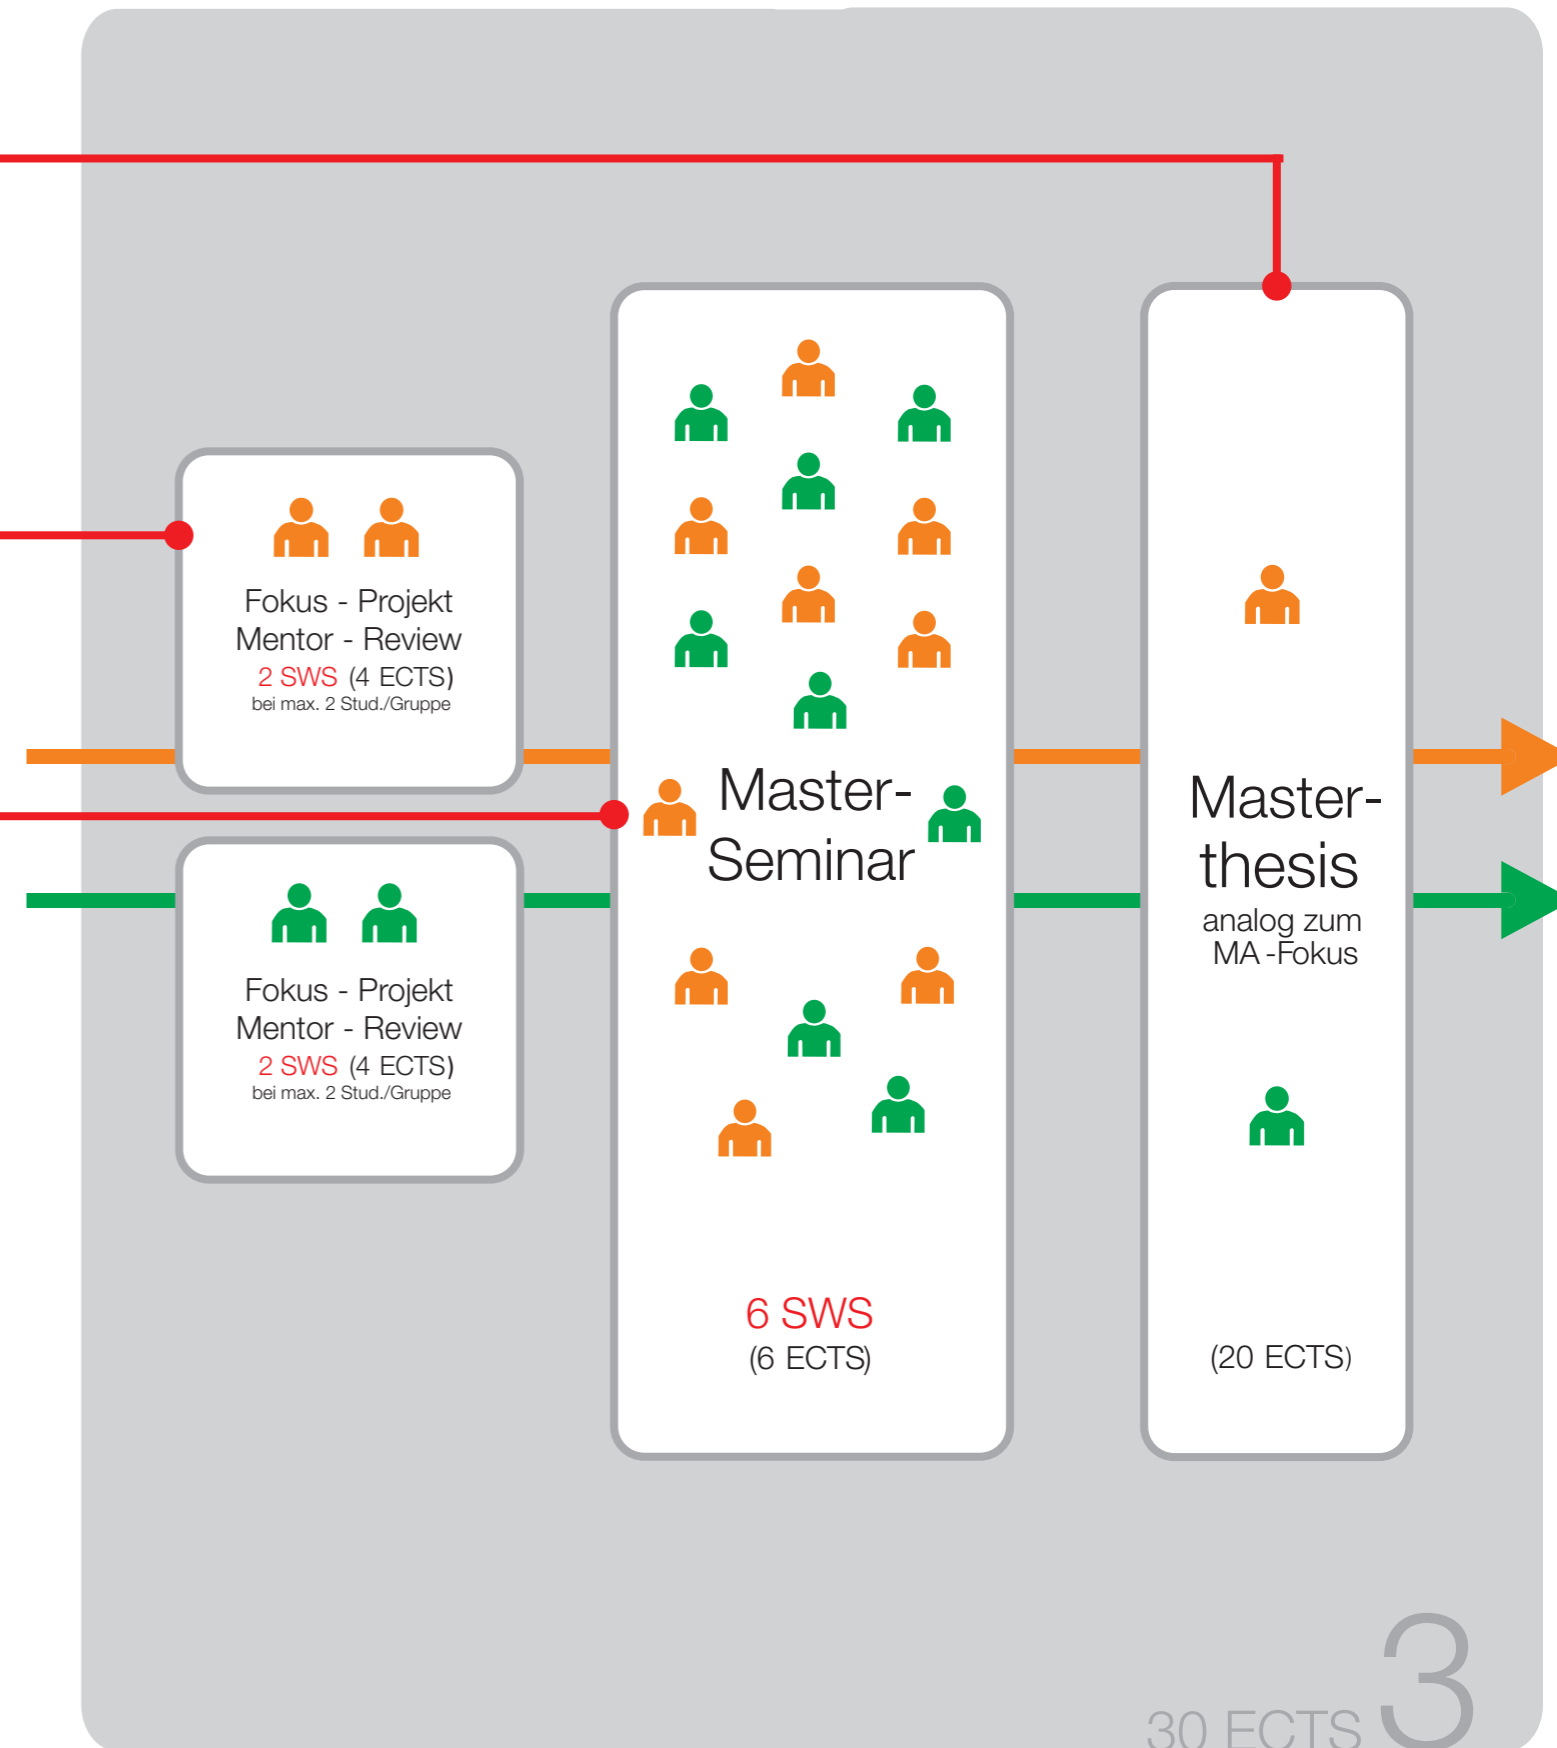 Fokus - Projekt
Mentor - Review
2 SWS (4 ECTS)
bei max. 2 Stud./Gruppe
Fokus - Projekt
Mentor - Review
2 SWS (4 ECTS)
bei max. 2 Stud./Gruppe
Master-
Seminar
6 SWS
(6 ECTS)
Master-
thesis
analog zum
MA -Fokus
(20 ECTS)
30 ECTS 3